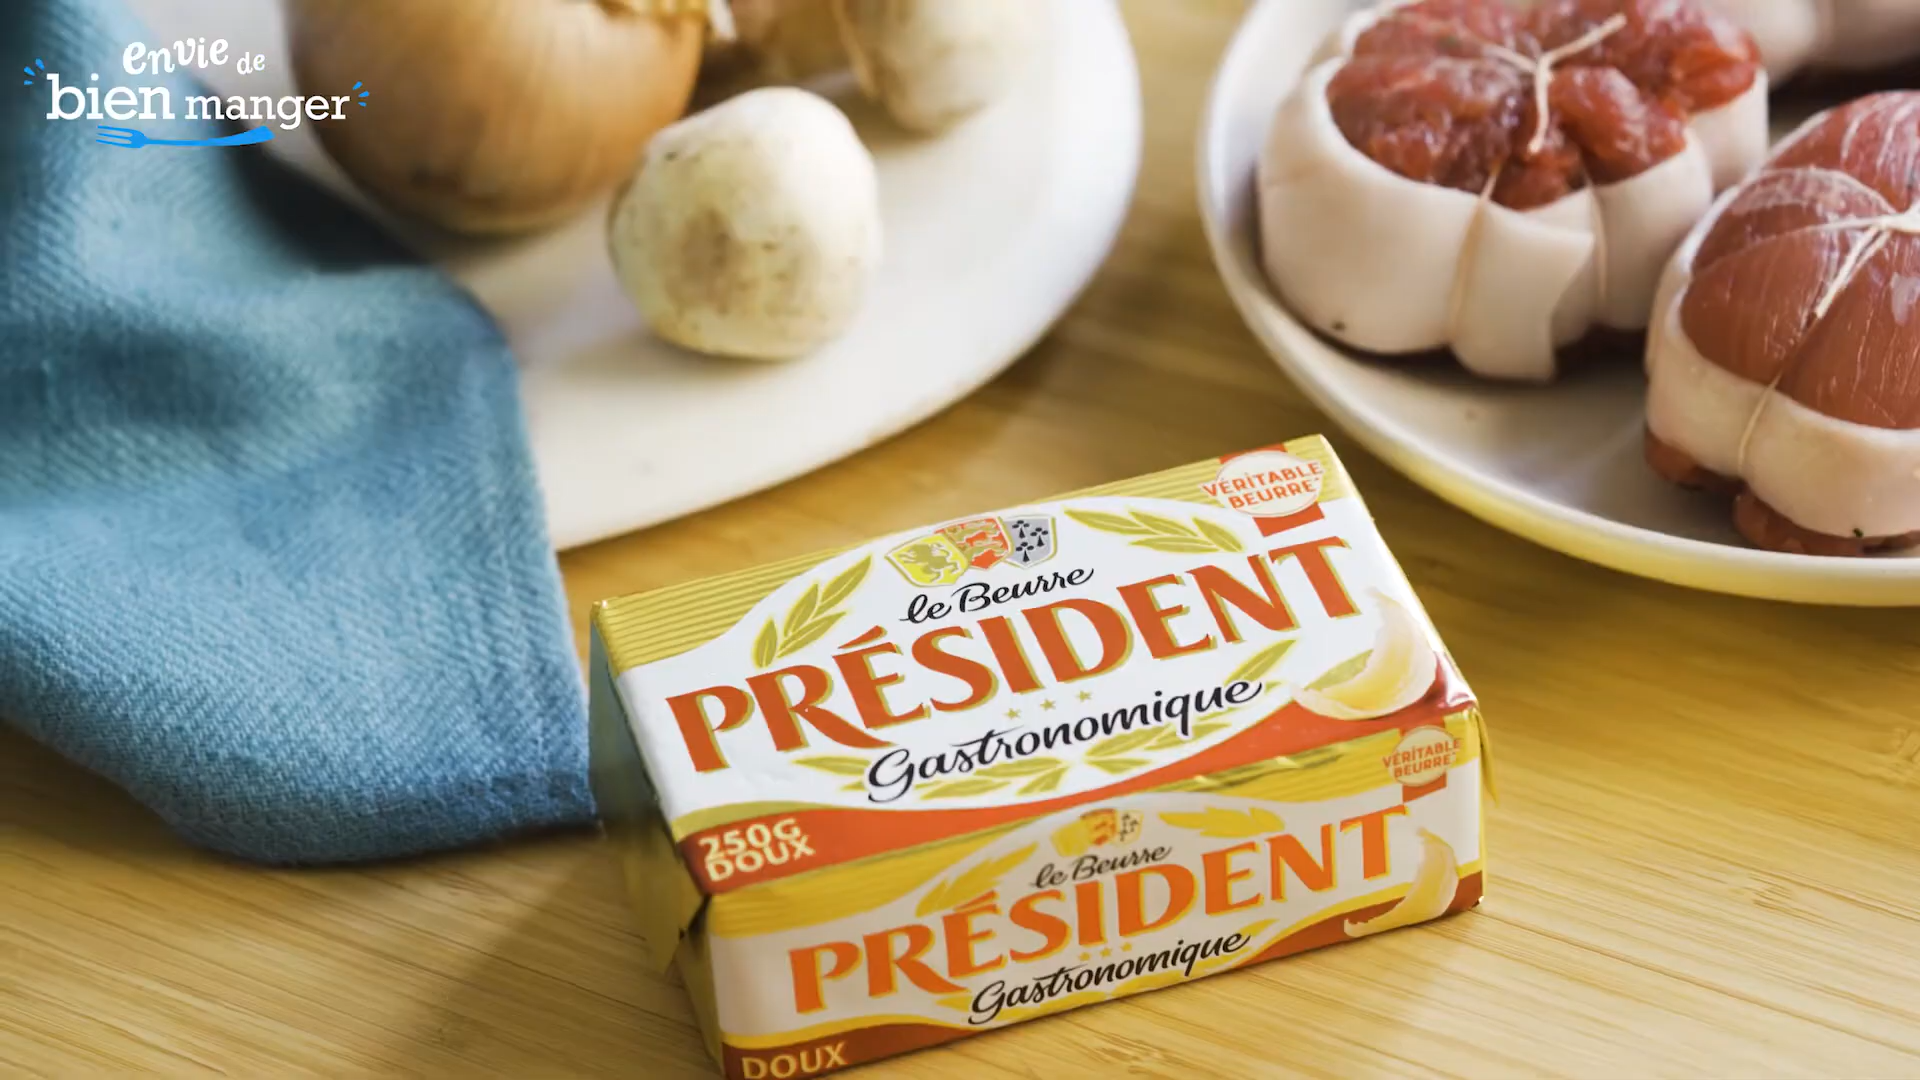 envie de
bien manger
VÉRITABLE
BEURRE
le Beurre
PRÉSIDENT
Gastronomique
250G
DOUX
VÉRITABLE
BEURRE
le Beurre
PRÉSIDENT
Gastronomique
DOUX